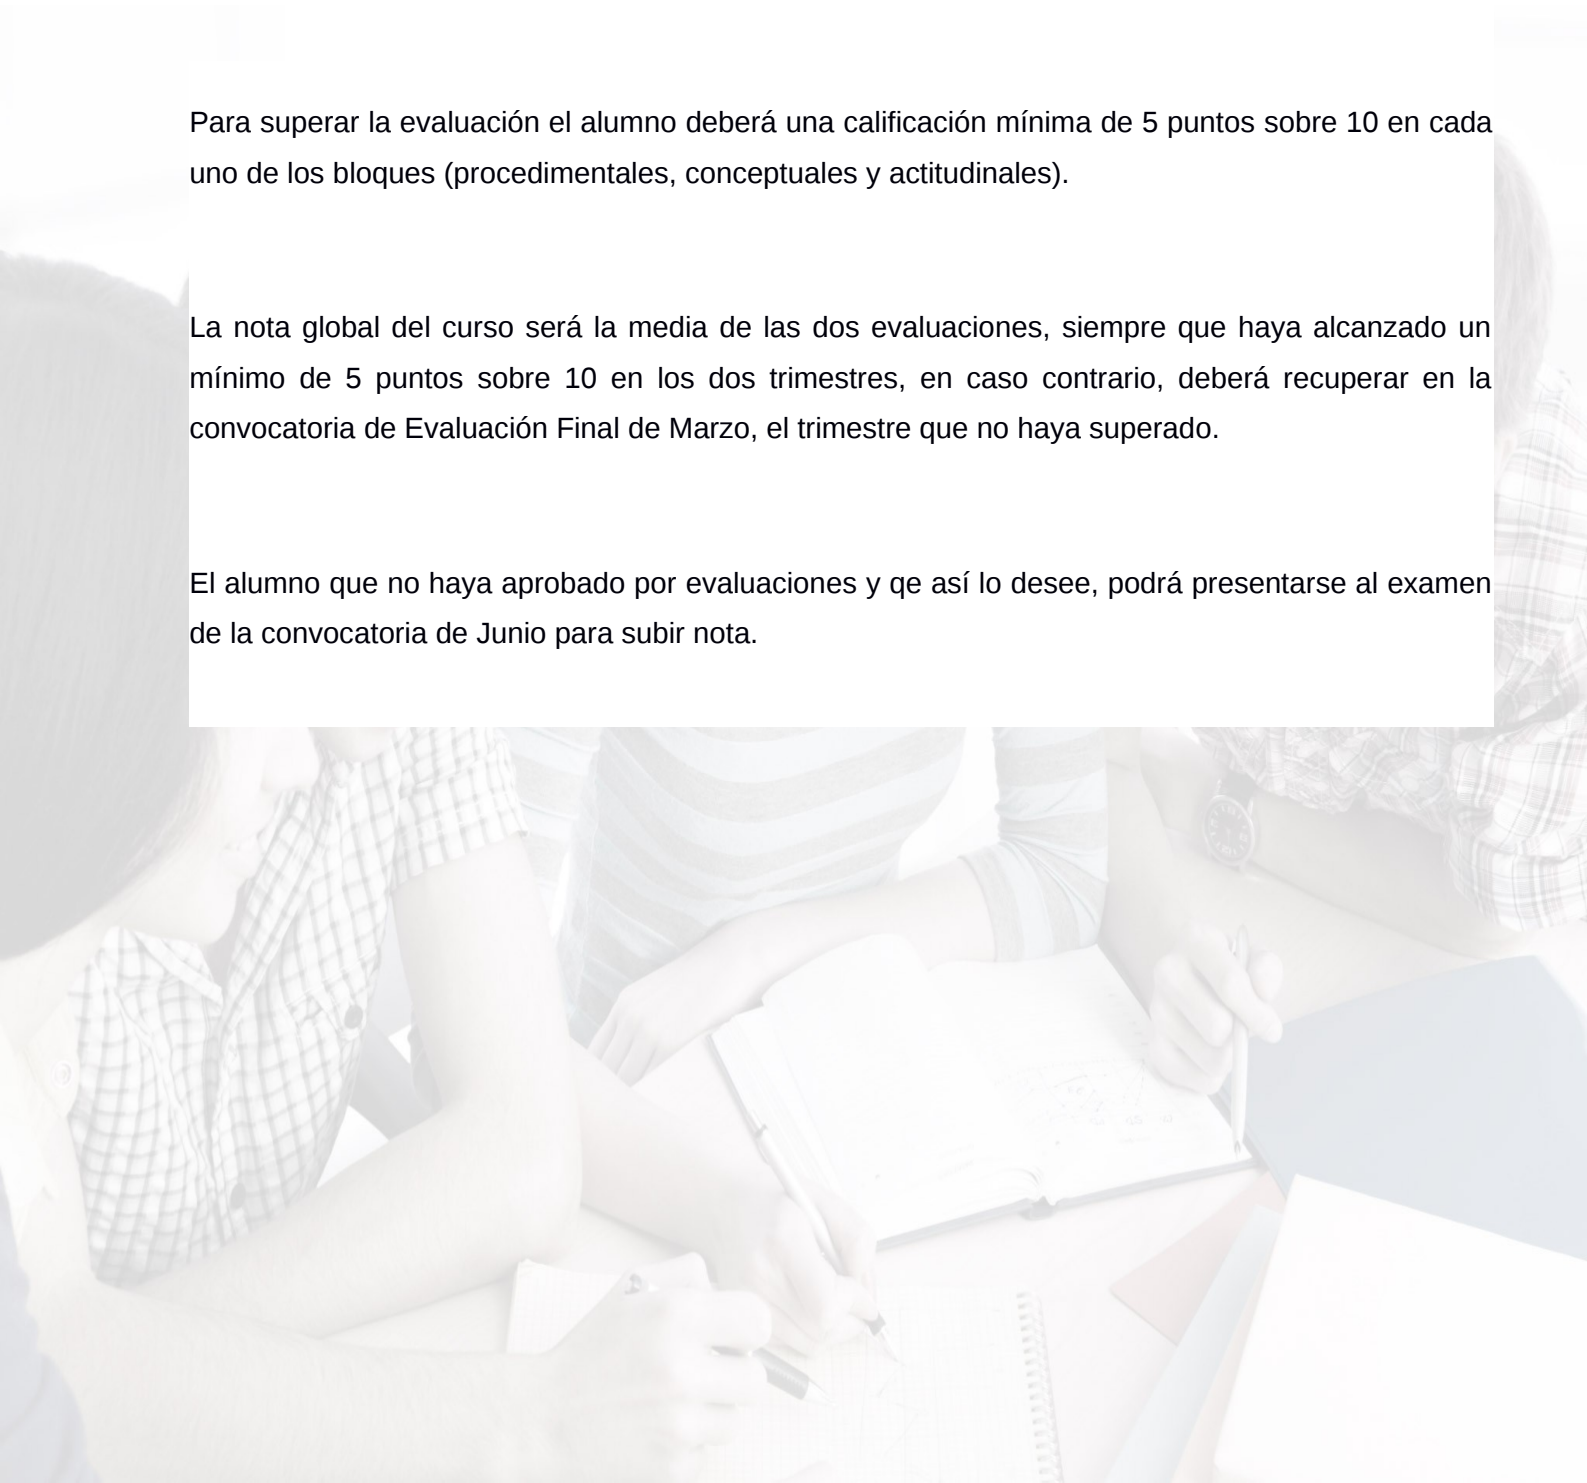 Para superar la evaluación el alumno deberá una calificación mínima de 5 puntos sobre 10 en cada
uno de los bloques (procedimentales, conceptuales y actitudinales).
La nota global del curso será la media de las dos evaluaciones, siempre que haya alcanzado un
mínimo de 5 puntos sobre 10 en los dos trimestres, en caso contrario, deberá recuperar en la
convocatoria de Evaluación Final de Marzo, el trimestre que no haya superado.
El alumno que no haya aprobado por evaluaciones y qe así lo desee, podrá presentarse al examen
de la convocatoria de Junio para subir nota.